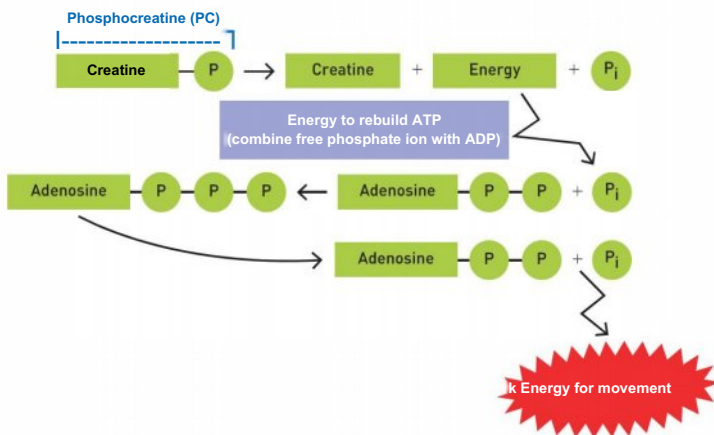 Phosphocreatine (PC)
Creatine P Creatine + Energy + Pi
Energy to rebuild ATP
(combine free phosphate ion with ADP)
Adenosine P P P Adenosine P P + Pi
Adenosine P P + Pi
k Energy for movement